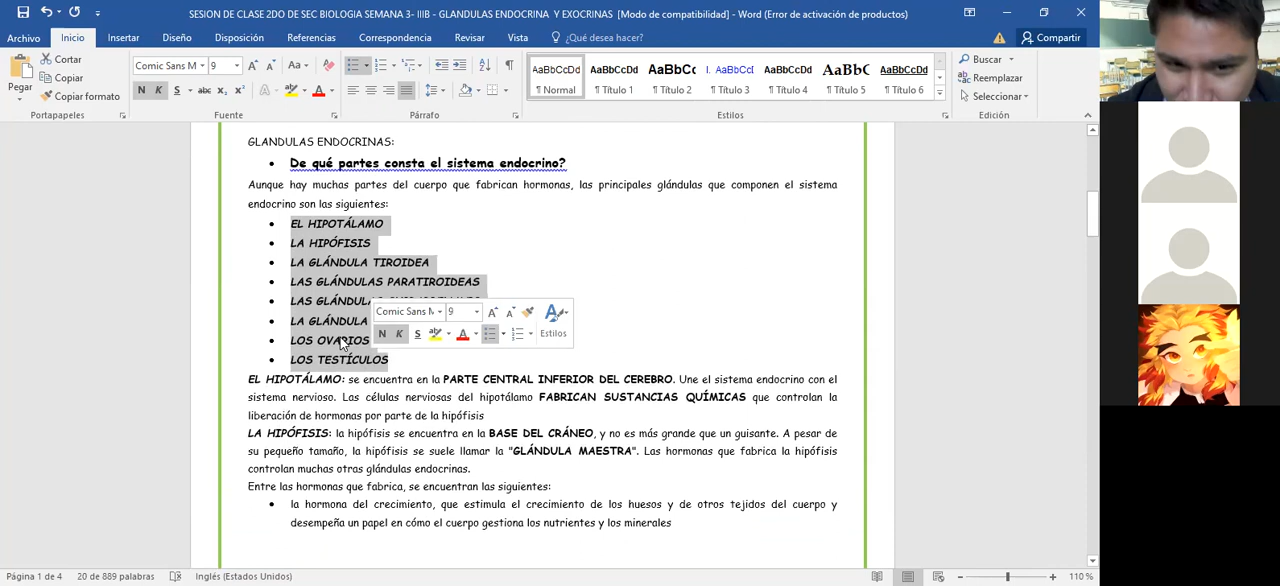 SESION DE CLASE 2DO DE SEC BIOLOGIA SEMANA 3- IIIB - GLANDULAS ENDOCRINA Y EXOCRINAS [Modo de compatibilidad] - Word (Error de activación de productos)
Archivo Inicio Insertar Diseño Disposición Referencias Correspondencia Revisar Vista ¿Qué desea hacer? Compartir
Cortar
Copiar
Copiar formato
Pegar
Portapapeles
Comic Sans M 9
N K S abc x₂ x²
Fuente
Párrafo
AaBbCcDd AaBbCcDd AaBbCc I. AaBbCcI AaBbCcDd AaBbC AaBbCcDd
¶ Normal ¶ Título 1 ¶ Título 2 ¶ Título 3 ¶ Título 4 ¶ Título 5 ¶ Título 6
Estilos
Buscar
Reemplazar
Seleccionar
Edición
GLANDULAS ENDOCRINAS:
• De qué partes consta el sistema endocrino?
Aunque hay muchas partes del cuerpo que fabrican hormonas, las principales glándulas que componen el sistema
endocrino son las siguientes:
• EL HIPOTÁLAMO
• LA HIPÓFISIS
• LA GLÁNDULA TIROIDEA
• LAS GLÁNDULAS PARATIROIDEAS
• LAS GLÁNDULA
• LA GLÁNDULA
• LOS OVARIOS
• LOS TESTÍCULOS
Comic Sans M 9
N K S
Estilos
EL HIPOTÁLAMO: se encuentra en la PARTE CENTRAL INFERIOR DEL CEREBRO. Une el sistema endocrino con el
sistema nervioso. Las células nerviosas del hipotálamo FABRICAN SUSTANCIAS QUÍMICAS que controlan la
liberación de hormonas por parte de la hipófisis
LA HIPÓFISIS: la hipófisis se encuentra en la BASE DEL CRÁNEO, y no es más grande que un guisante. A pesar de
su pequeño tamaño, la hipófisis se suele llamar la "GLÁNDULA MAESTRA". Las hormonas que fabrica la hipófisis
controlan muchas otras glándulas endocrinas.
Entre las hormonas que fabrica, se encuentran las siguientes:
• la hormona del crecimiento, que estimula el crecimiento de los huesos y de otros tejidos del cuerpo y
desempeña un papel en cómo el cuerpo gestiona los nutrientes y los minerales
Página 1 de 4 20 de 889 palabras Inglés (Estados Unidos) 110 %